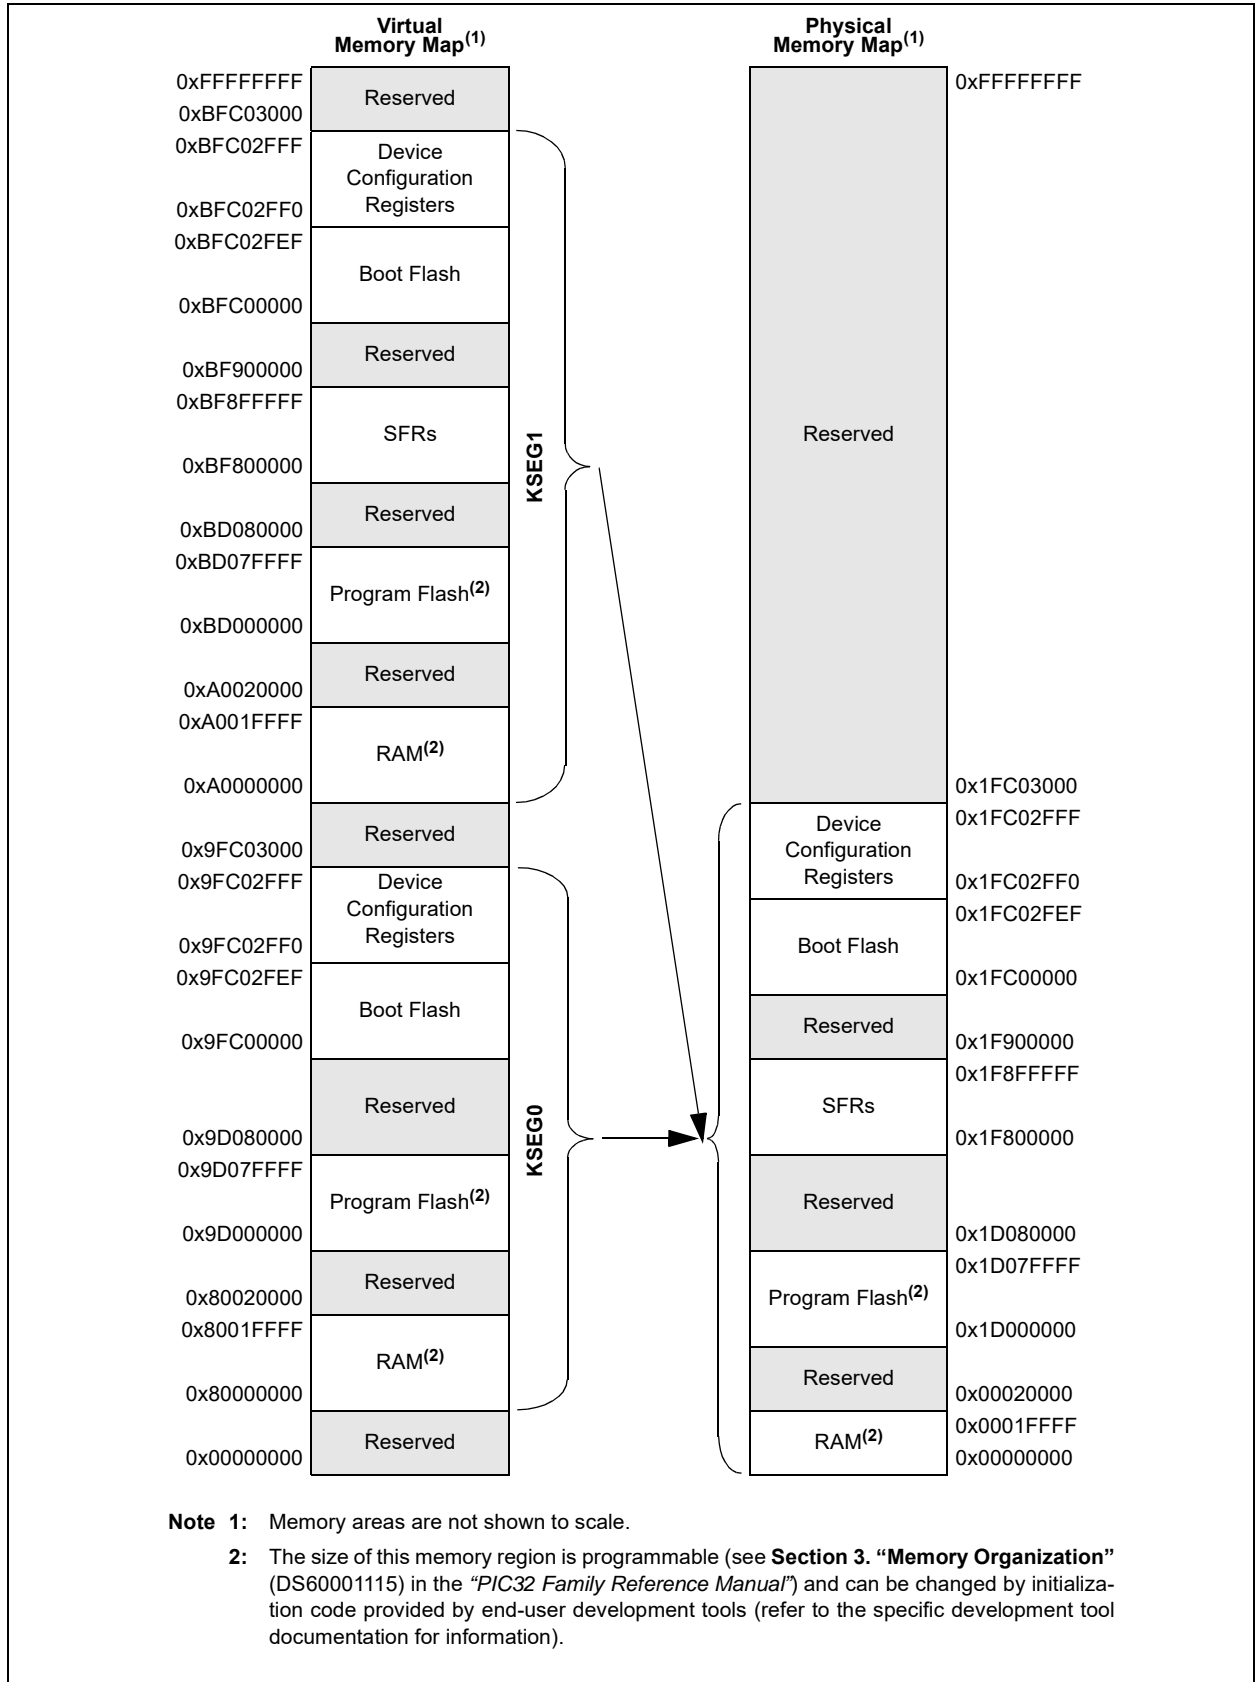 Virtual
Memory Map(1)
Physical
Memory Map(1)
0xFFFFFFFF
Reserved
0xBFC03000
0xBFC02FFF
Device
Configuration
Registers
0xBFC02FF0
0xBFC02FEF
Boot Flash
0xBFC00000
Reserved
0xBF900000
0xBF8FFFFF
SFRs
0xBF800000
Reserved
0xBD080000
0xBD07FFFF
Program Flash(2)
0xBD000000
Reserved
0xA0020000
0xA001FFFF
RAM(2)
0xA0000000
KSEG1
Reserved
0x9FC03000
0x9FC02FFF
Device
Configuration
Registers
0x9FC02FF0
0x9FC02FEF
Boot Flash
0x9FC00000
Reserved
0x9D080000
0x9D07FFFF
Program Flash(2)
0x9D000000
Reserved
0x80020000
0x8001FFFF
RAM(2)
0x80000000
KSEG0
Reserved
0x00000000
0xFFFFFFFF
Reserved
0x1FC03000
0x1FC02FFF
Device
Configuration
Registers
0x1FC02FF0
0x1FC02FEF
Boot Flash
0x1FC00000
Reserved
0x1F900000
0x1F8FFFFF
SFRs
0x1F800000
Reserved
0x1D080000
0x1D07FFFF
Program Flash(2)
0x1D000000
Reserved
0x00020000
0x0001FFFF
RAM(2)
0x00000000
Note 1: Memory areas are not shown to scale.
2: The size of this memory region is programmable (see Section 3. “Memory Organization”
(DS60001115) in the “PIC32 Family Reference Manual”) and can be changed by initializa-
tion code provided by end-user development tools (refer to the specific development tool
documentation for information).